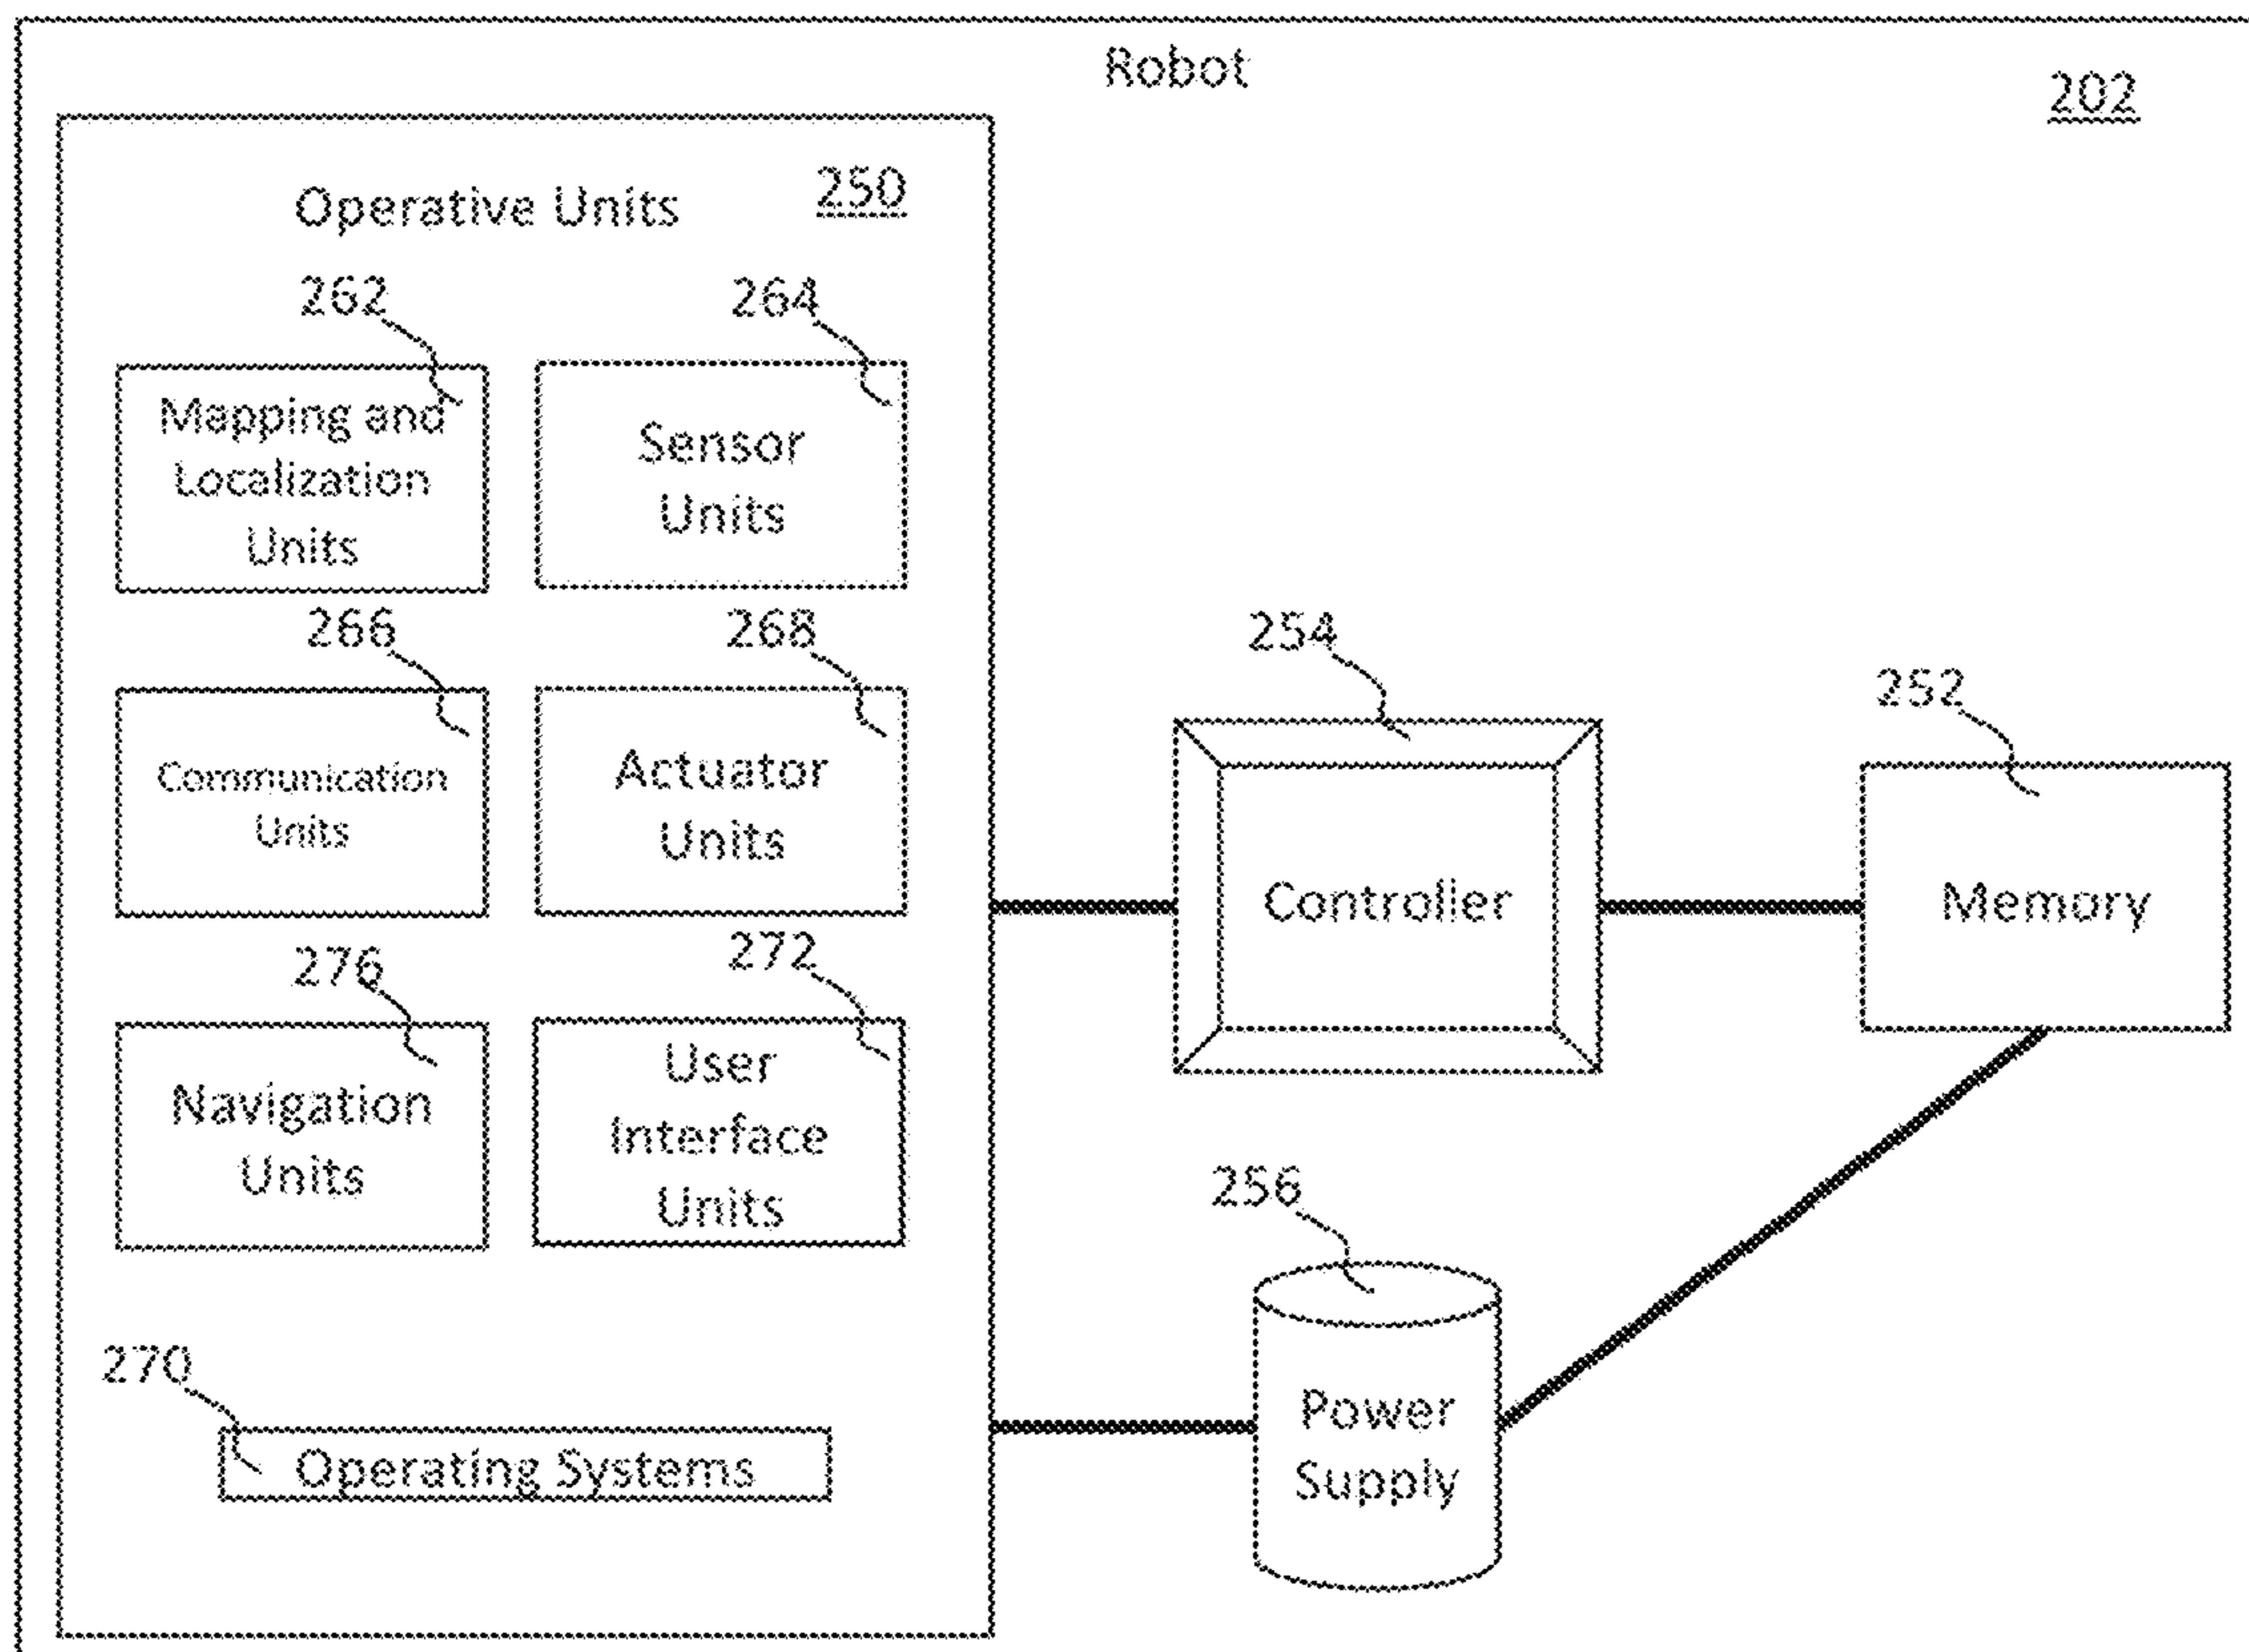 Robot
202
Operative Units
250
262
264
Mapping and
Localization
Units
Sensor
Units
266
268
Communication
Units
Actuator
Units
276
272
Navigation
Units
User
Interface
Units
270
Operating Systems
254
Controller
252
Memory
256
Power
Supply